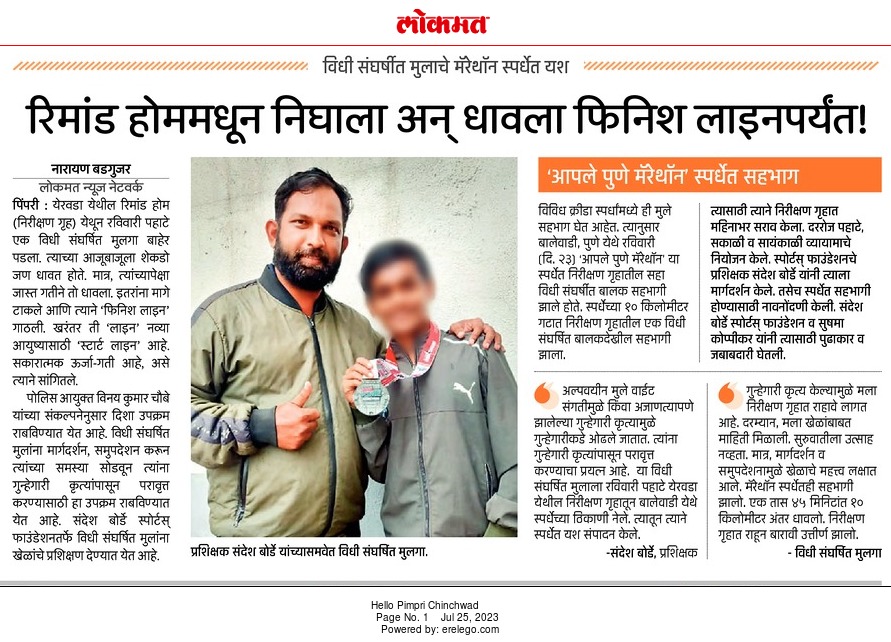 लोकमत
विधी संघर्षीत मुलाचे मॅरेथॉन स्पर्धेत यश
रिमांड होममधून निघाला अन् धावला फिनिश लाइनपर्यंत!
नारायण बडगुजर
लोकमत न्यूज नेटवर्क
पिंपरी : येरवडा येथील रिमांड होम
(निरीक्षण गृह) येथून रविवारी पहाटे
एक विधी संघर्षित मुलगा बाहेर
पडला. त्याच्या आजूबाजूला शेकडो
जण धावत होते. मात्र, त्यांच्यापेक्षा
जास्त गतीने तो धावला. इतरांना मागे
टाकले आणि त्याने ‘फिनिश लाइन’
गाठली. खरंतर ती ‘लाइन’ नव्या
आयुष्यासाठी ‘स्टार्ट लाइन’ आहे.
सकारात्मक ऊर्जा-गती आहे, असे
त्याने सांगितले.
पोलिस आयुक्त विनय कुमार चौबे
यांच्या संकल्पनेनुसार दिशा उपक्रम
राबविण्यात येत आहे. विधी संघर्षित
मुलांना मार्गदर्शन, समुपदेशन करून
त्यांच्या समस्या सोडवून त्यांना
गुन्हेगारी कृत्यांपासून परावृत्त
करण्यासाठी हा उपक्रम राबविण्यात
येत आहे. संदेश बोर्डे स्पोर्टस्
फाउंडेशनतर्फे विधी संघर्षित मुलांना
खेळांचे प्रशिक्षण देण्यात येत आहे.
प्रशिक्षक संदेश बोर्डे यांच्यासमवेत विधी संघर्षित मुलगा.
‘आपले पुणे मॅरेथॉन’ स्पर्धेत सहभाग
विविध क्रीडा स्पर्धांमध्ये ही मुले
सहभाग घेत आहेत. त्यानुसार
बालेवाडी, पुणे येथे रविवारी
(दि. २३) ‘आपले पुणे मॅरेथॉन’ या
स्पर्धेत निरीक्षण गृहातील सहा
विधी संघर्षित बालक सहभागी
झाले होते. स्पर्धेच्या १० किलोमीटर
गटात निरीक्षण गृहातील एक विधी
संघर्षित बालकदेखील सहभागी
झाला.
त्यासाठी त्याने निरीक्षण गृहात
महिनाभर सराव केला. दररोज पहाटे,
सकाळी व सायंकाळी व्यायामाचे
नियोजन केले. स्पोर्टस् फाउंडेशनचे
प्रशिक्षक संदेश बोर्डे यांनी त्याला
मार्गदर्शन केले. तसेच स्पर्धेत सहभागी
होण्यासाठी नावनोंदणी केली. संदेश
बोर्डे स्पोर्टस् फाउंडेशन व सुषमा
कोप्पीकर यांनी त्यासाठी पुढाकार व
जबाबदारी घेतली.
अल्पवयीन मुले वाईट
संगतीमुळे किंवा अजाणत्यापणे
झालेल्या गुन्हेगारी कृत्यामुळे
गुन्हेगारीकडे ओढले जातात. त्यांना
गुन्हेगारी कृत्यांपासून परावृत्त
करण्याचा प्रयत्न आहे. या विधी
संघर्षित मुलाला रविवारी पहाटे येरवडा
येथील निरीक्षण गृहातून बालेवाडी येथे
स्पर्धेच्या ठिकाणी नेले. त्यातून त्याने
स्पर्धेत यश संपादन केले.
-संदेश बोर्डे, प्रशिक्षक
गुन्हेगारी कृत्य केल्यामुळे मला
निरीक्षण गृहात राहावे लागत
आहे. दरम्यान, मला खेळांबाबत
माहिती मिळाली. सुरुवातीला उत्साह
नव्हता. मात्र, मार्गदर्शन व
समुपदेशनामुळे खेळाचे महत्त्व लक्षात
आले. मॅरेथॉन स्पर्धेतही सहभागी
झालो. एक तास ४५ मिनिटांत १०
किलोमीटर अंतर धावलो. निरीक्षण
गृहात राहून बारावी उत्तीर्ण झालो.
- विधी संघर्षित मुलगा
Hello Pimpri Chinchwad
Page No. 1 Jul 25, 2023
Powered by: erelego.com